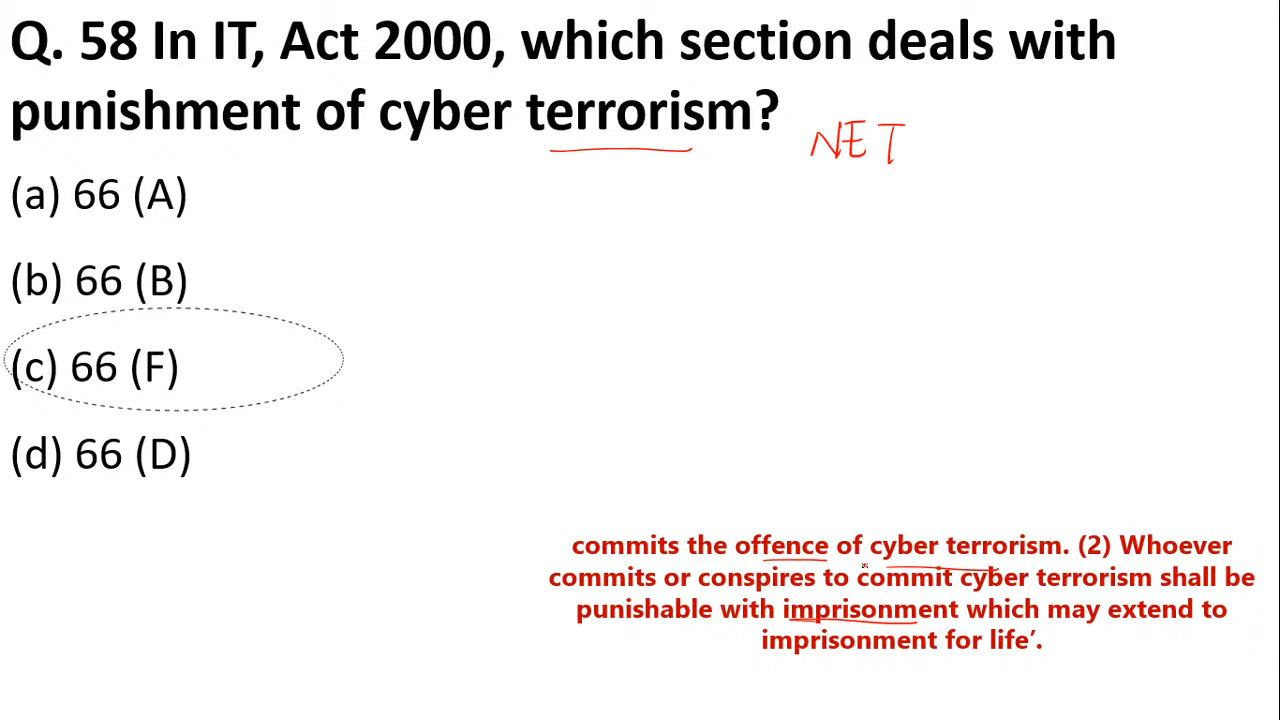 Q. 58 In IT, Act 2000, which section deals with
punishment of cyber terrorism?
NET
(a) 66 (A)
(b) 66 (B)
(c) 66 (F)
(d) 66 (D)
commits the offence of cyber terrorism. (2) Whoever
commits or conspires to commit cyber terrorism shall be
punishable with imprisonment which may extend to
imprisonment for life’.